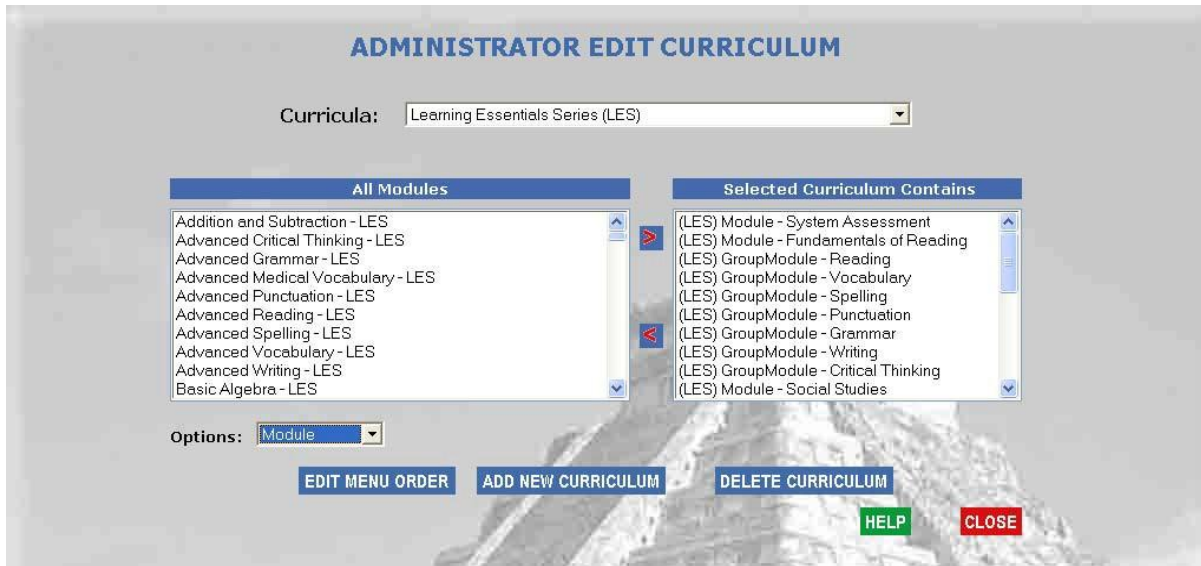 ADMINISTRATOR EDIT CURRICULUM
Curricula: Learning Essentials Series (LES)
All Modules
Addition and Subtraction - LES
Advanced Critical Thinking - LES
Advanced Grammar - LES
Advanced Medical Vocabulary - LES
Advanced Punctuation - LES
Advanced Reading - LES
Advanced Spelling - LES
Advanced Vocabulary - LES
Advanced Writing - LES
Basic Algebra - LES
>
<
Selected Curriculum Contains
(LES) Module - System Assessment
(LES) Module - Fundamentals of Reading
(LES) GroupModule - Reading
(LES) GroupModule - Vocabulary
(LES) GroupModule - Spelling
(LES) GroupModule - Punctuation
(LES) GroupModule - Grammar
(LES) GroupModule - Writing
(LES) GroupModule - Critical Thinking
(LES) Module - Social Studies
Options: Module
EDIT MENU ORDER ADD NEW CURRICULUM DELETE CURRICULUM
HELP CLOSE